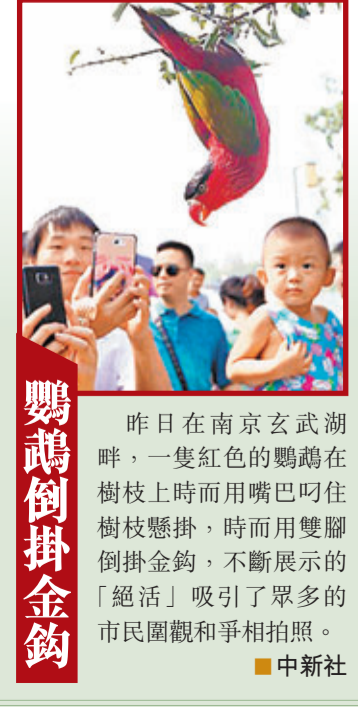 鸚鵡倒掛金鈎
昨日在南京玄武湖
畔，一隻紅色的鸚鵡在
樹枝上時而用嘴巴叼住
樹枝懸掛，時而用雙腳
倒掛金鈎，不斷展示的
「絕活」吸引了眾多的
市民圍觀和爭相拍照。
■中新社